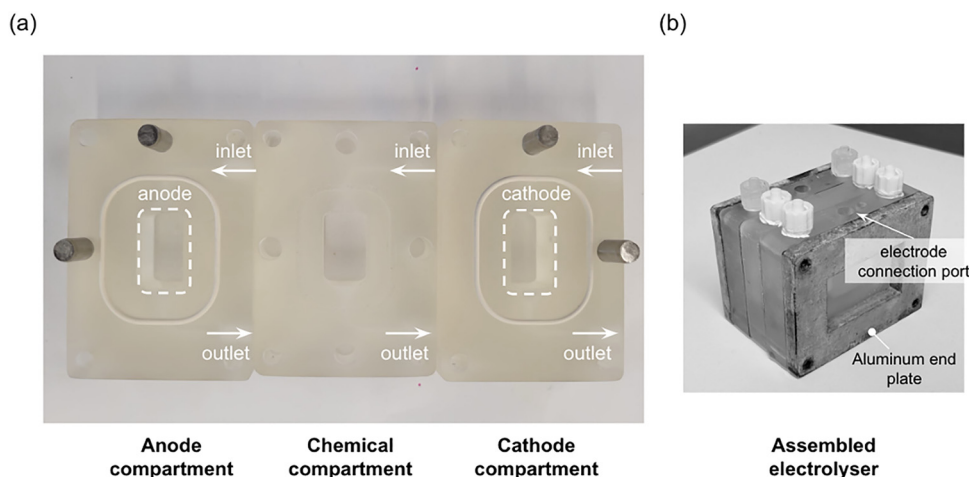 (a)
(b)
inlet
inlet
inlet
anode
cathode
electrode
connection port
outlet
outlet
outlet
Aluminum end
plate
Anode
compartment
Chemical
compartment
Cathode
compartment
Assembled
electrolyser